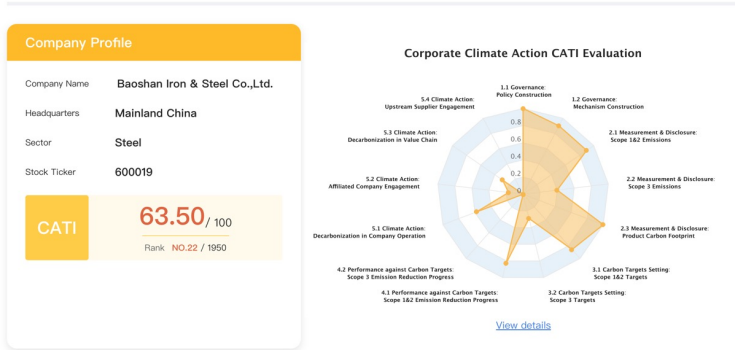 Company Profile
Company Name Baoshan Iron & Steel Co.,Ltd.
Headquarters Mainland China
Sector Steel
Stock Ticker 600019
CATI
63.50/ 100
Rank NO.22 / 1950
Corporate Climate Action CATI Evaluation
1.1 Governance:
Policy Construction
1.2 Governance:
Mechanism Construction
2.1 Measurement & Disclosure:
Scope 1&2 Emissions
2.2 Measurement & Disclosure:
Scope 3 Emissions
2.3 Measurement & Disclosure:
Product Carbon Footprint
3.1 Carbon Targets Setting:
Scope 1&2 Targets
3.2 Carbon Targets Setting:
Scope 3 Targets
4.1 Performance against Carbon Targets:
Scope 1&2 Emission Reduction Progress
4.2 Performance against Carbon Targets:
Scope 3 Emission Reduction Progress
5.1 Climate Action:
Decarbonization in Company Operation
5.2 Climate Action:
Affiliated Company Engagement
5.3 Climate Action:
Decarbonization in Value Chain
5.4 Climate Action:
Upstream Supplier Engagement
0.8
0.6
0.4
0.2
0
View details